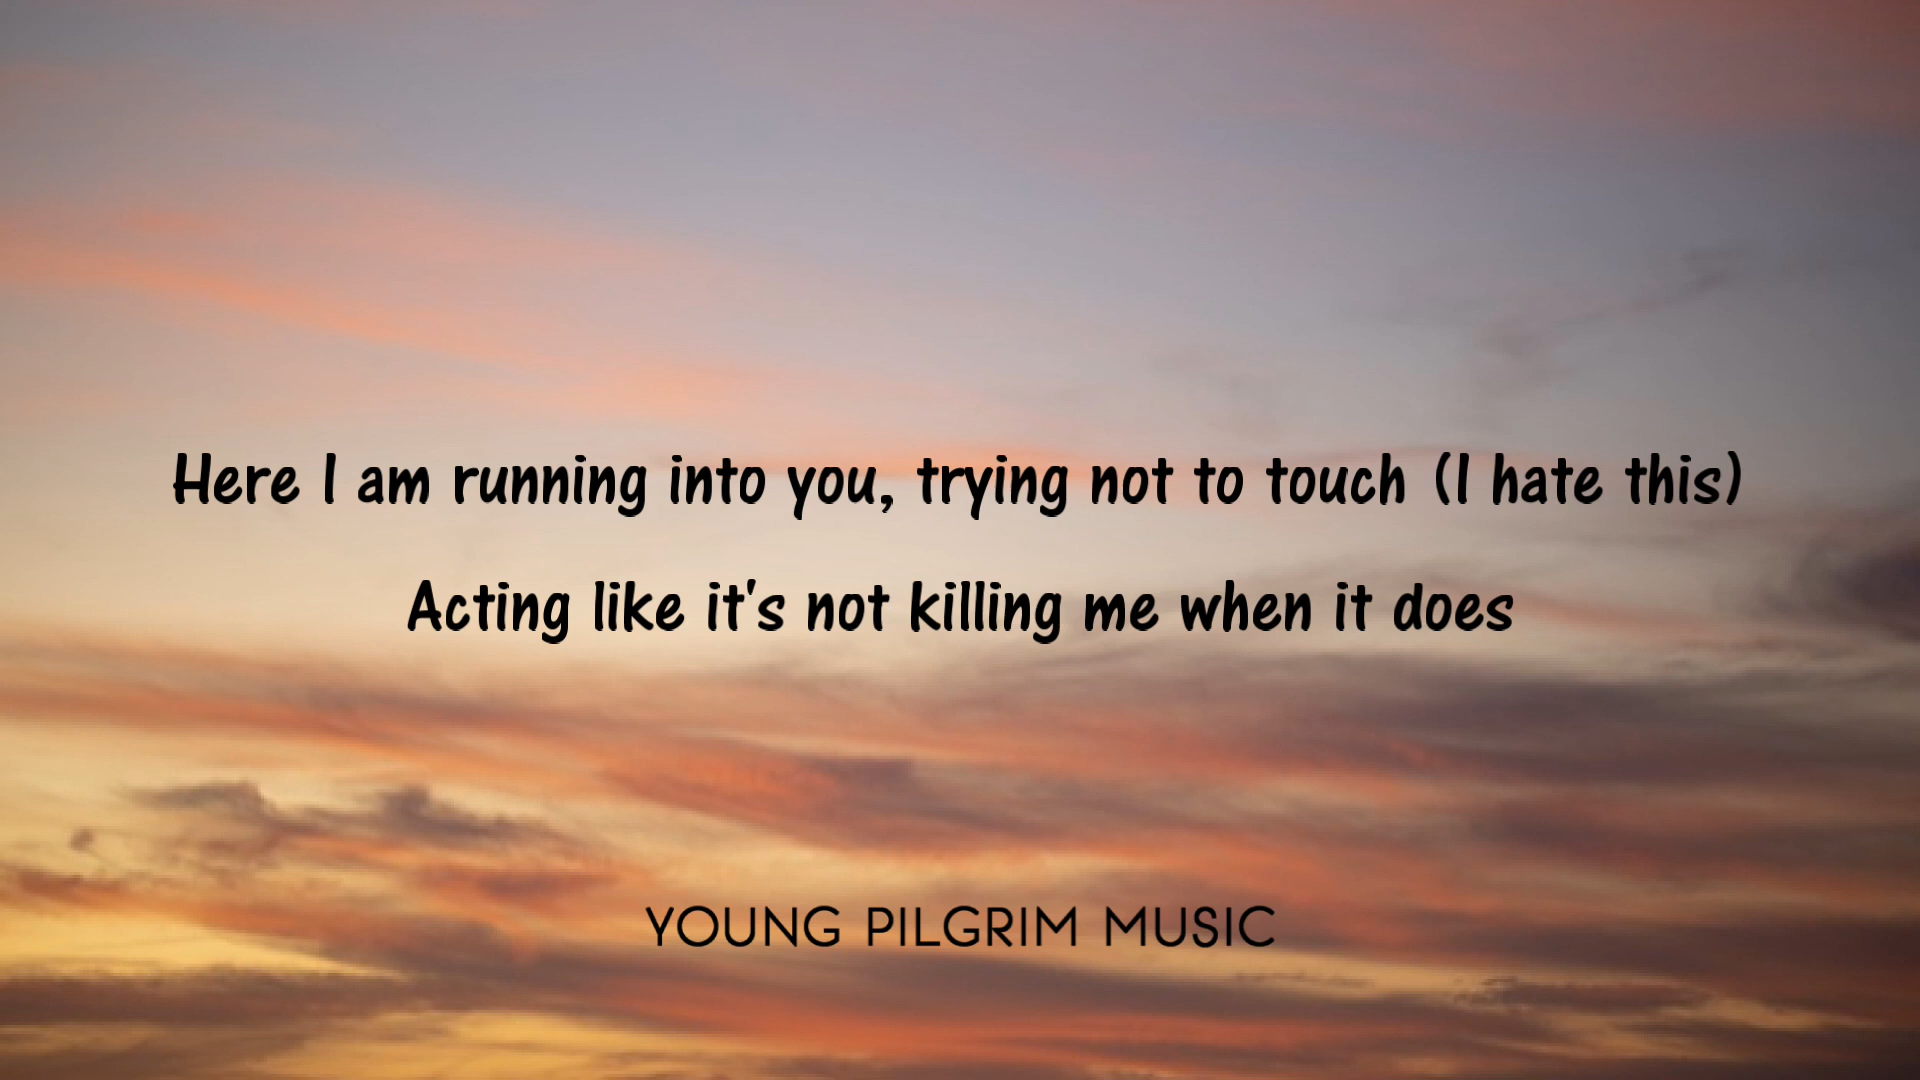 Here I am running into you, trying not to touch (I hate this)
Acting like it's not killing me when it does
YOUNG PILGRIM MUSIC